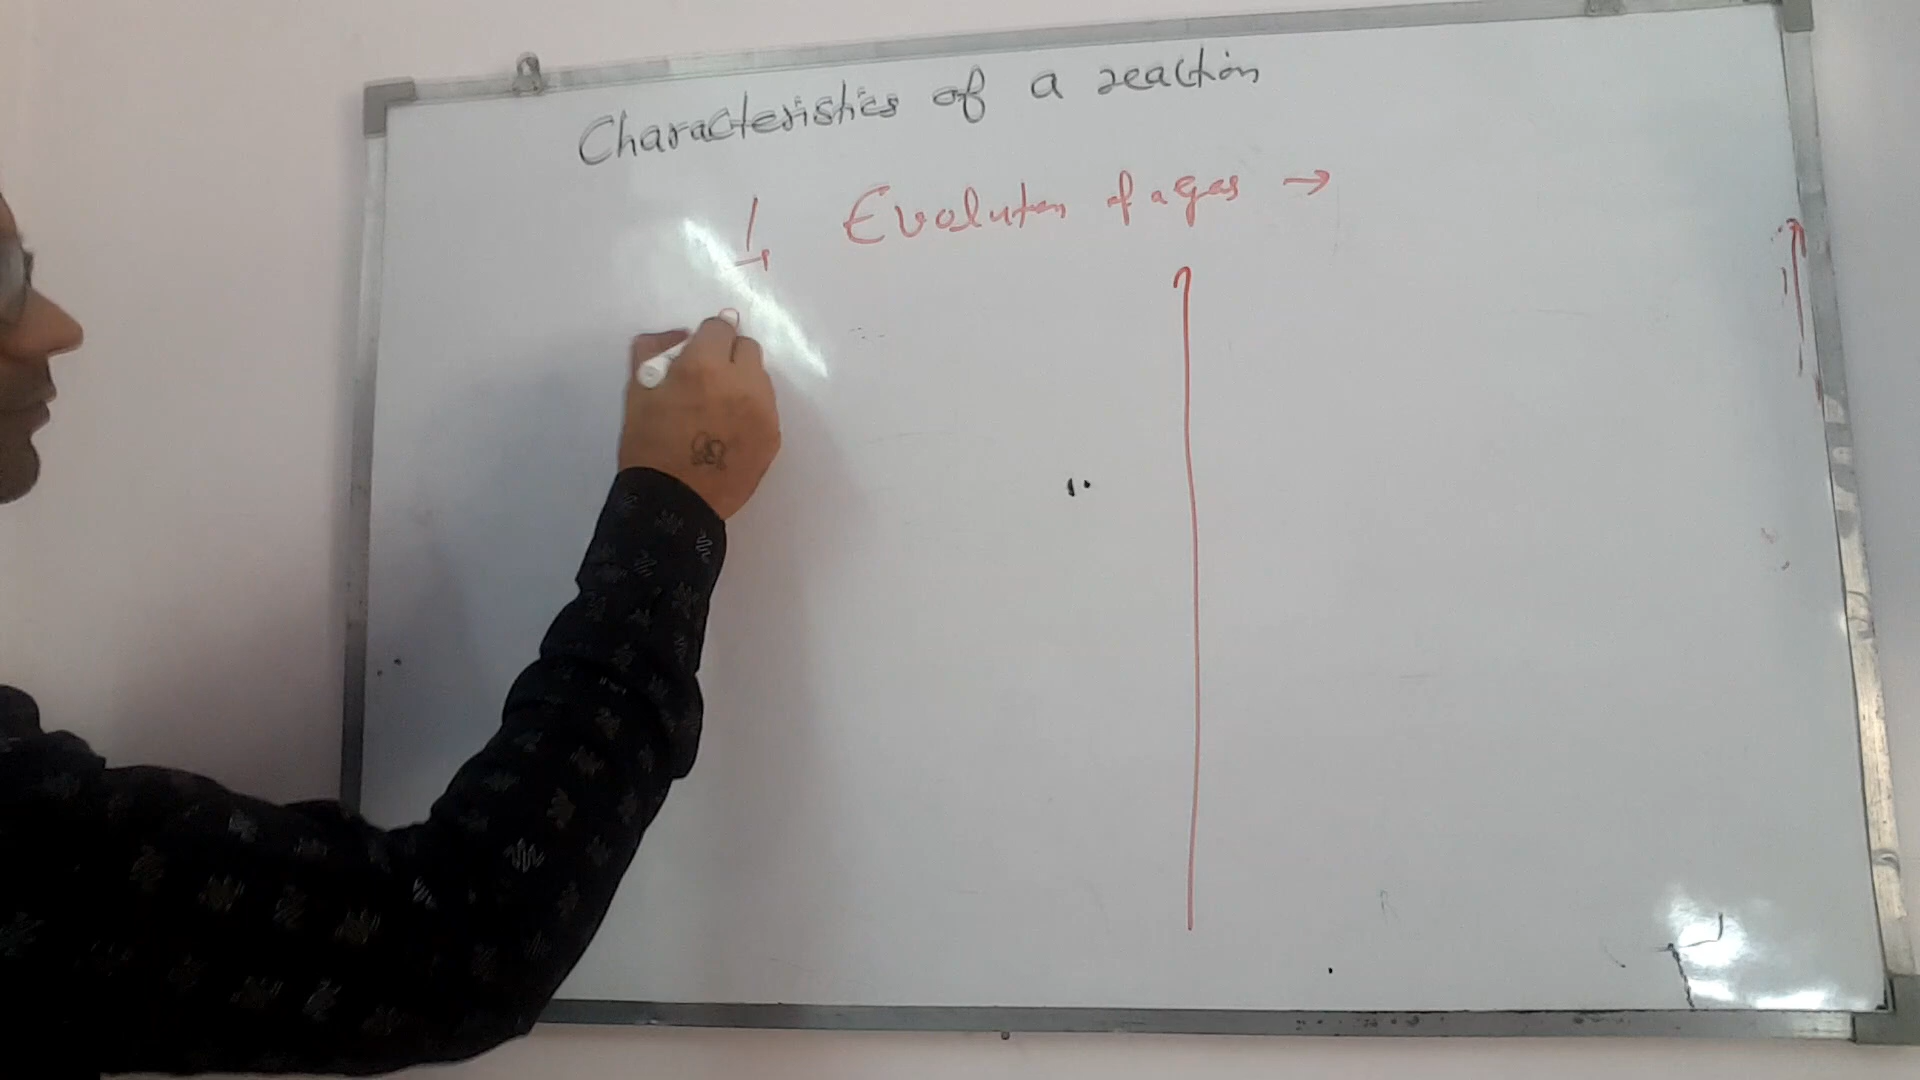 Characteristics of a reaction
1. Evolution of a gas →